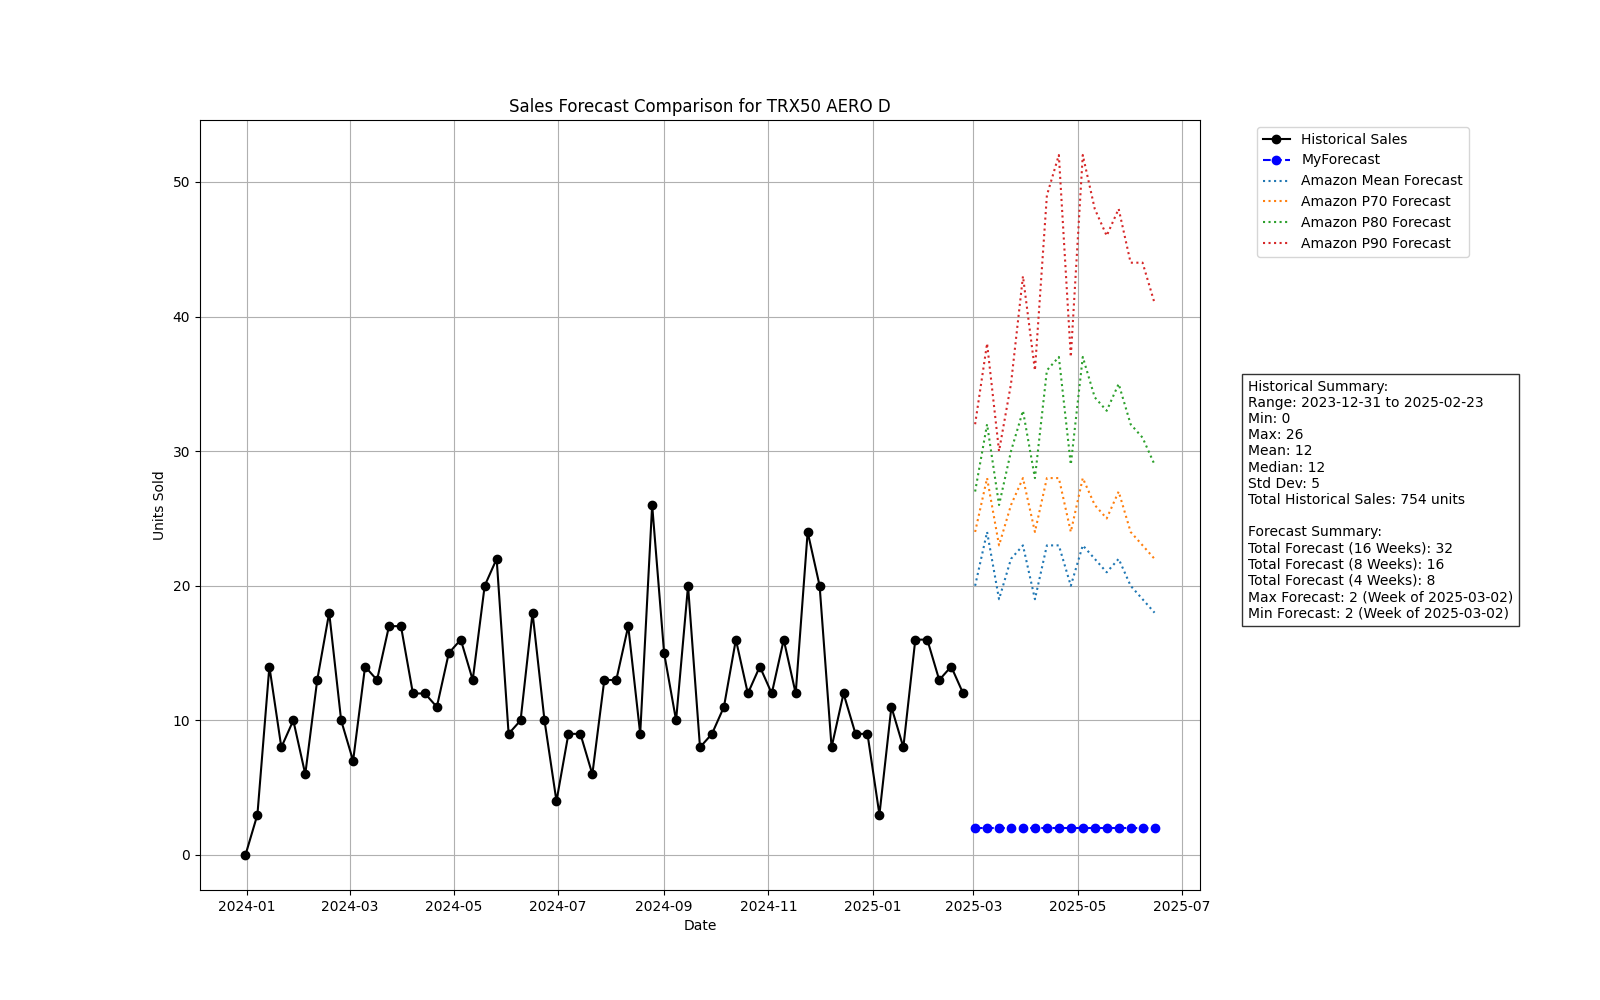 Sales Forecast Comparison for TRX50 AERO D
Historical Sales
MyForecast
Amazon Mean Forecast
Amazon P70 Forecast
Amazon P80 Forecast
Amazon P90 Forecast
50
40
30
20
10
0
Units Sold
2024-01
2024-03
2024-05
2024-07
2024-09
2024-11
2025-01
2025-03
2025-05
2025-07
Date
Historical Summary:
Range: 2023-12-31 to 2025-02-23
Min: 0
Max: 26
Mean: 12
Median: 12
Std Dev: 5
Total Historical Sales: 754 units
Forecast Summary:
Total Forecast (16 Weeks): 32
Total Forecast (8 Weeks): 16
Total Forecast (4 Weeks): 8
Max Forecast: 2 (Week of 2025-03-02)
Min Forecast: 2 (Week of 2025-03-02)